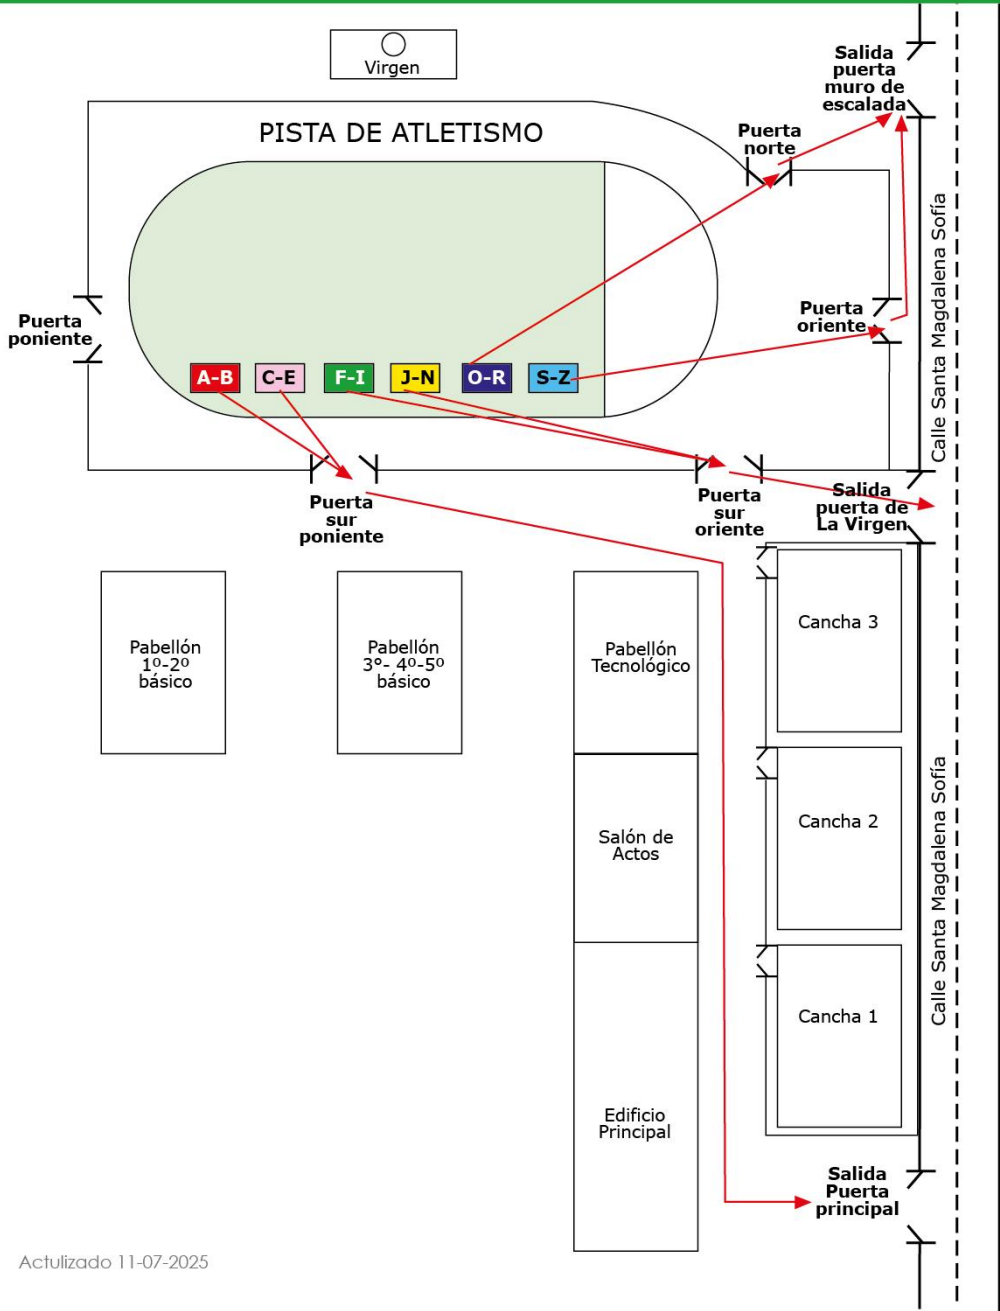 Virgen
PISTA DE ATLETISMO
Salida
puerta
muro de
escalada
Puerta
norte
Calle Santa Magdalena Sofía
Puerta
poniente
Puerta
oriente
A-B
C-E
F-I
J-N
O-R
S-Z
Puerta
sur
poniente
Puerta
sur
oriente
Salida
puerta de
La Virgen
Pabellón
1º-2º
básico
Pabellón
3°- 4º-5º
básico
Pabellón
Tecnológico
Cancha 3
Salón de
Actos
Cancha 2
Calle Santa Magdalena Sofía
Cancha 1
Edificio
Principal
Salida
Puerta
principal
Actulizado 11-07-2025